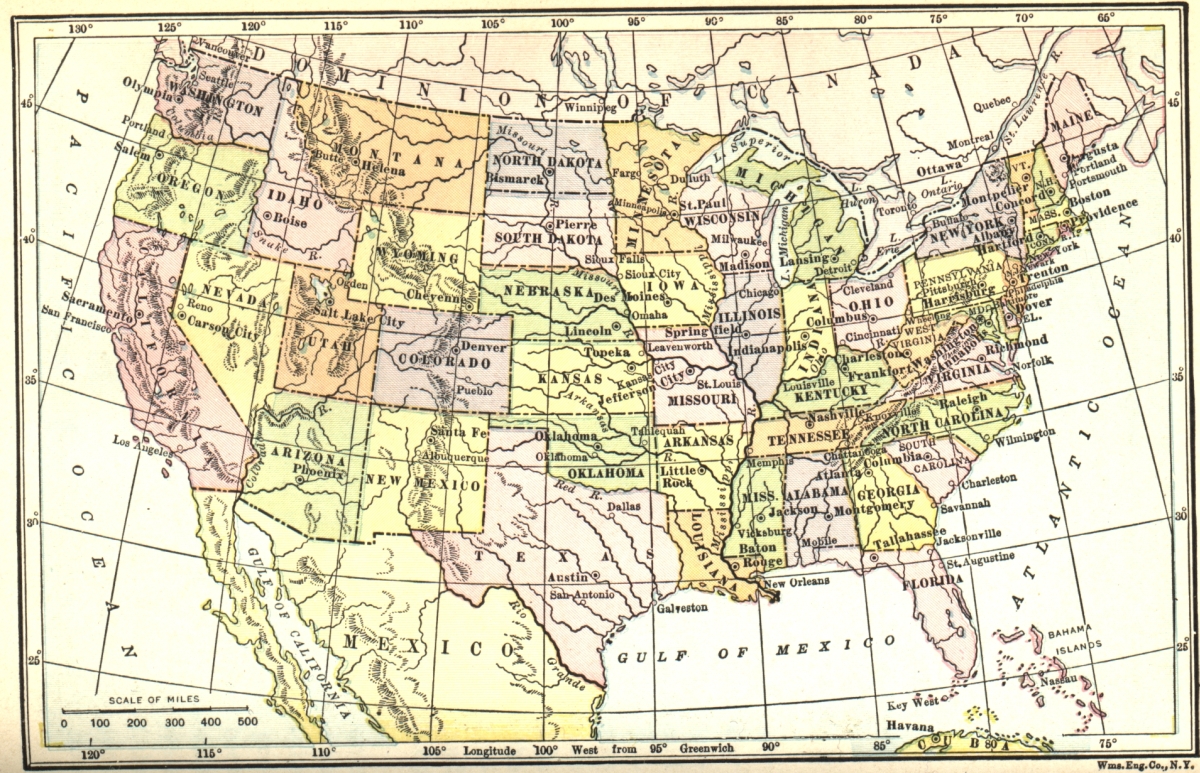 130° 125° 120° 115° 110° 105° 100° 95° 90° 85° 80° 75° 70° 65°
DOMINION OF CANADA
Vancouver
Seattle
Olympia
WASHINGTON
Columbia
Portland
Salem
OREGON
MONTANA
Butte
Helena
IDAHO
Boise
Snake R.
WYOMING
Cheyenne
Winnipeg
Missouri
NORTH DAKOTA
Bismarck
R.
Pierre
SOUTH DAKOTA
Fargo
MINNESOTA
Duluth
Minneapolis
St.Paul
WISCONSIN
Milwaukee
Madison
L. Superior
MICHIGAN
L. Michigan
Lansing
Detroit
L. Huron
L. Ontario
L. Erie
Toronto
Ottawa
Montreal
Quebec
St. Lawrence R.
MAINE
Augusta
Portland
Portsmouth
VT.
N.H.
Montpelier
Concord
Boston
MASS.
Providence
CONN.
Hartford
Albany
Buffalo
NEW YORK
York
Newark
Trenton
PENNSYLVANIA
Pittsburg
Harrisburg
Philadelphia
Baltimore
Dover
DEL.
MD.
Wheeling
WEST
VIRGINIA
Washington
Richmond
Norfolk
VIRGINIA
Cleveland
OHIO
Columbus
Cincinnati
R.
Charleston
Sioux Falls
Sioux City
IOWA
Des Moines
Mississippi
Chicago
ILLINOIS
Springfield
INDIANA
Indianapolis
Louisville
Frankfort
KENTUCKY
NEVADA
Reno
Carson City
CALIFORNIA
Sacramento
San Francisco
Los Angeles
Ogden
Salt Lake City
UTAH
COLORADO
Denver
Pueblo
NEBRASKA
Missouri
Lincoln
R.
Topeka
KANSAS
Arkansas
Leavenworth
Kansas City
Jefferson City
St.Louis
MISSOURI
R.
Nashville
Knoxville
TENNESSEE
Chattanooga
Memphis
Raleigh
NORTH CAROLINA
Wilmington
SOUTH
CAROLINA
Columbia
Charleston
Savannah
Atlanta
GEORGIA
ARIZONA
Phoenix
Colorado
R.
Santa Fe
Albuquerque
NEW MEXICO
Oklahoma
Oklahoma
Tahlequah
OKLAHOMA
R.
ARKANSAS
Little
Rock
Red R.
Dallas
TEXAS
Austin
San Antonio
Galveston
Rio Grande
LOUISIANA
Mississippi
MISS.
Jackson
Vicksburg
Baton
Rouge
New Orleans
ALABAMA
Montgomery
Mobile
Tallahassee
Jacksonville
St. Augustine
FLORIDA
Key West
Havana
CUBA
BAHAMA
ISLANDS
Nassau
MEXICO
GULF OF CALIFORNIA
GULF OF MEXICO
PACIFIC OCEAN
ATLANTIC OCEAN
45° 40° 35° 30° 25°
45° 40° 35° 30° 25°
SCALE OF MILES
0 100 200 300 400 500
120° 115° 110° 105° Longitude 100° West from 95° Greenwich 90° 85° 80° 75°
Wms.Eng.Co., N.Y.